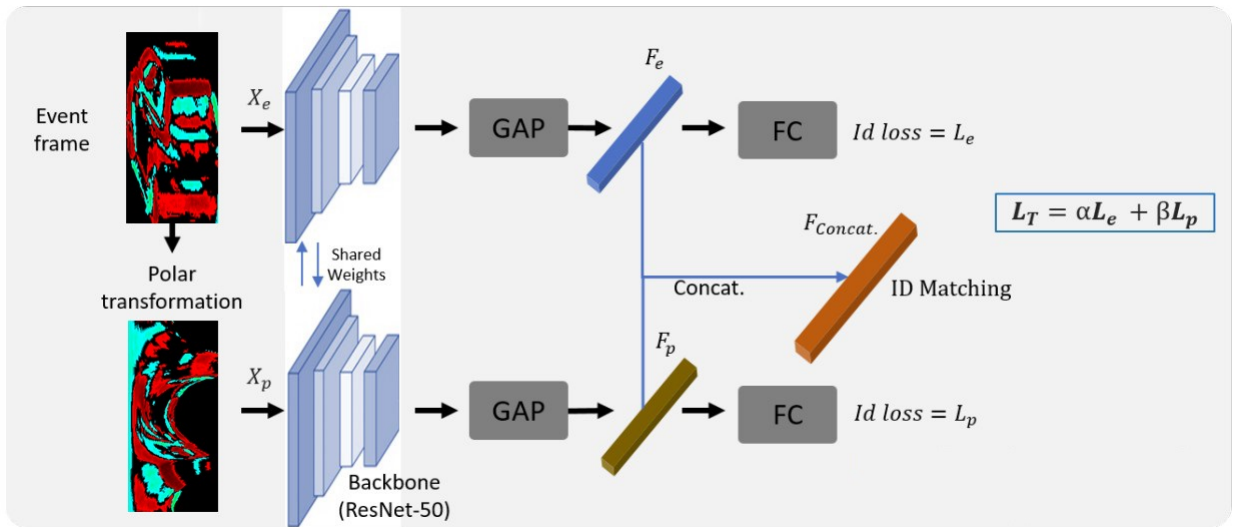 Event
frame
X_e
GAP
F_e
FC
Id loss = L_e
L_T = αL_e + βL_p
Shared
Weights
Polar
transformation
F_Concat.
Concat.
ID Matching
X_p
GAP
F_p
FC
Id loss = L_p
Backbone
(ResNet-50)